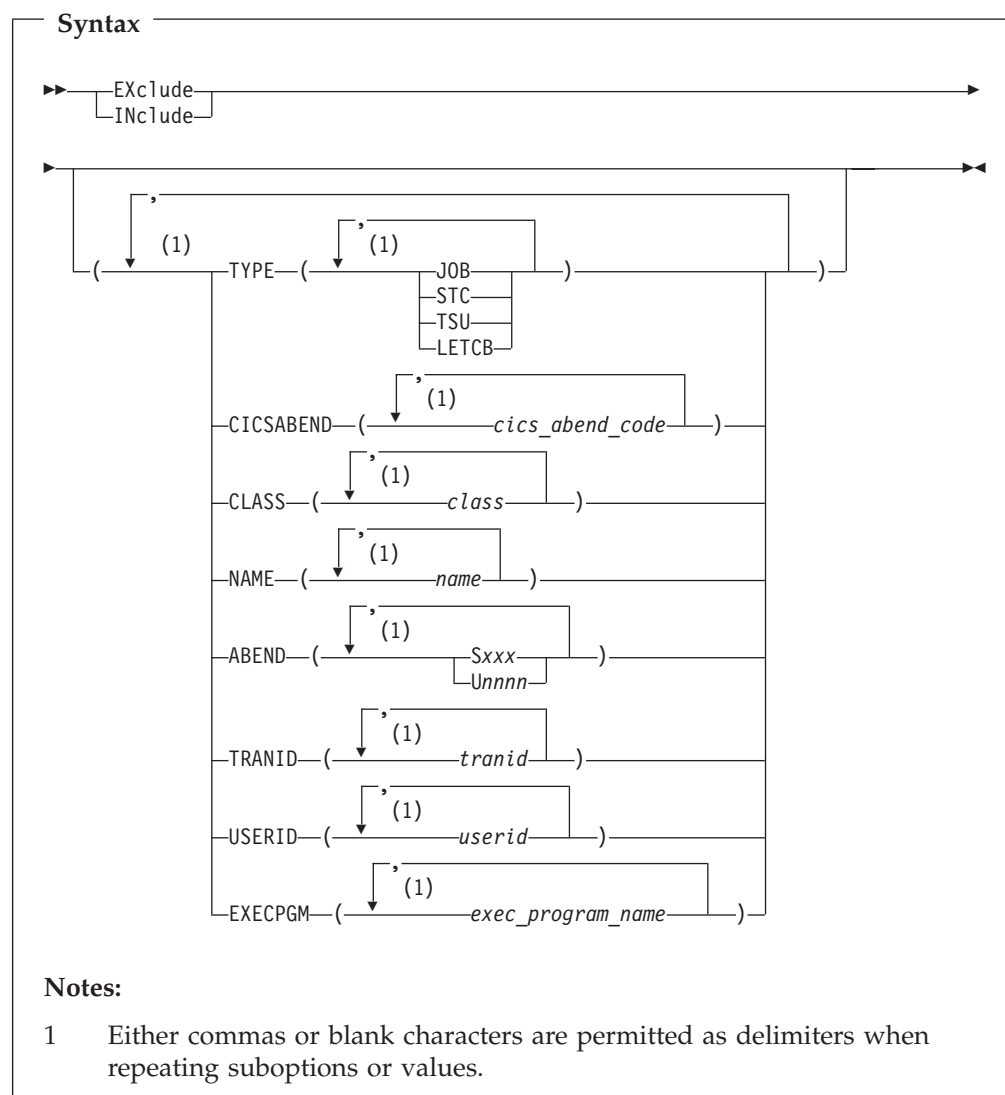 Syntax
EXclude
INclude
,
(1)
,
(1)
( TYPE ( JOB ) )
STC
TSU
LETCB
,
(1)
CICSABEND ( cics_abend_code )
,
(1)
CLASS ( class )
,
(1)
NAME ( name )
,
(1)
ABEND ( Sxxx )
Unnnn
,
(1)
TRANID ( tranid )
,
(1)
USERID ( userid )
,
(1)
EXECPGM ( exec_program_name )
Notes:
1 Either commas or blank characters are permitted as delimiters when
repeating suboptions or values.